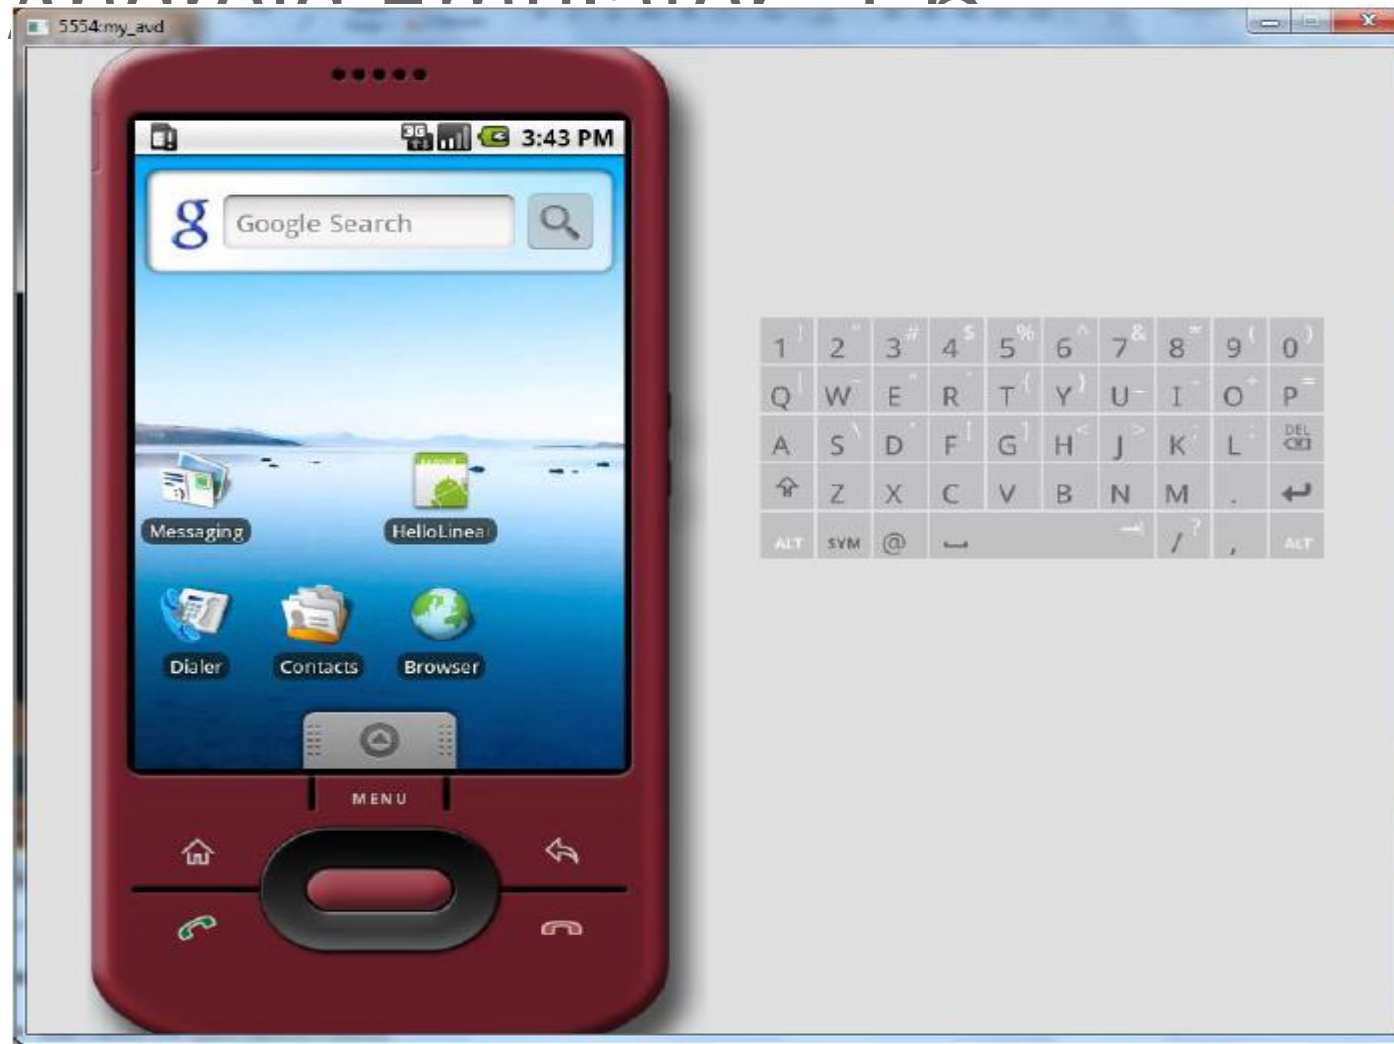 5554:my_avd
3G
3:43 PM
g
Google Search
Messaging
HelloLinea
Dialer
Contacts
Browser
MENU
1 ! 2 " 3 # 4 $ 5 % 6 ^ 7 & 8 * 9 ( 0 )
Q | W E R T { Y } U - I O + P =
A S \ D F [ G ] H < J > K L DEL
Z X C V B N M .
ALT SYM @ / ? , ALT